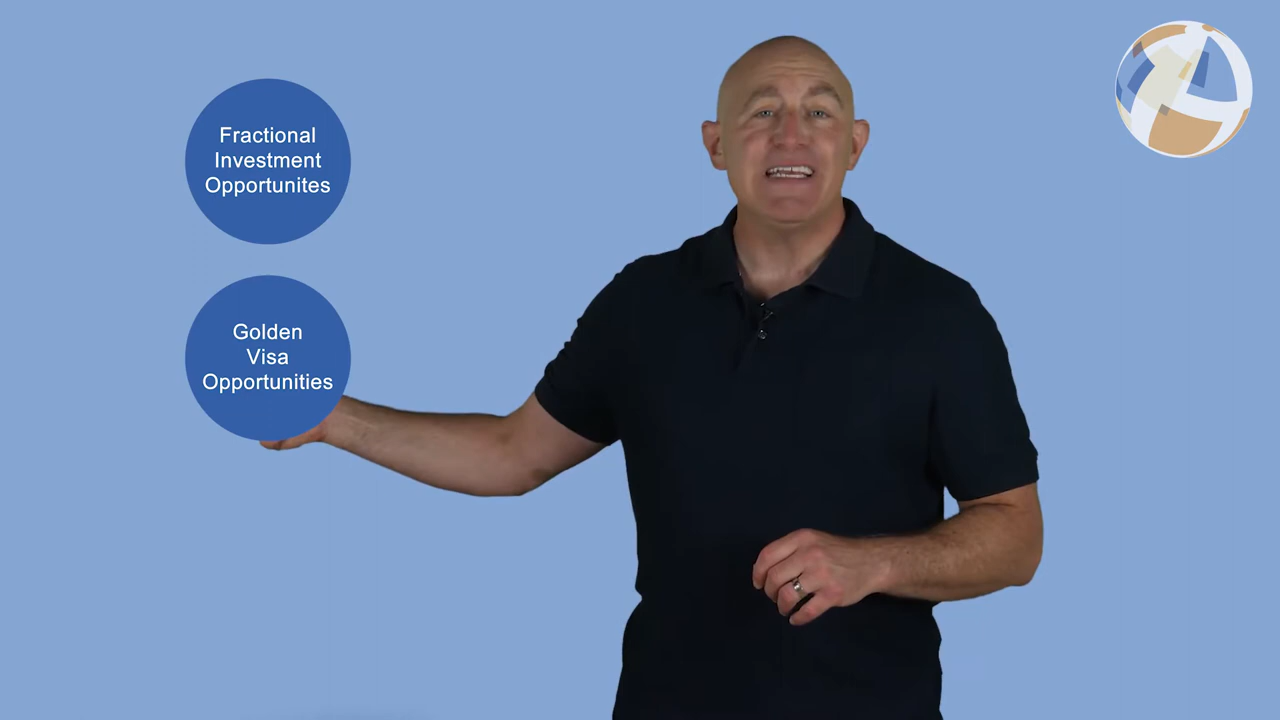 Fractional
Investment
Opportunites
Golden
Visa
Opportunities